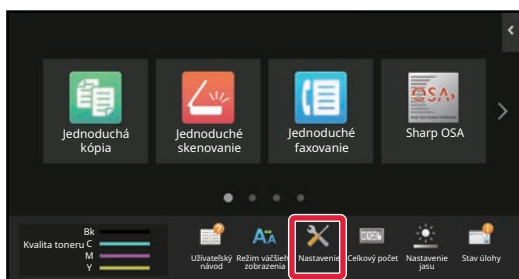 Jednoduchá
kópia
Jednoduché
skenovanie
Jednoduché
faxovanie
Sharp OSA
Bk
Kvalita toneru C
M
Y
Užívateľský
návod
Režim väčšieh
zobrazenia
Nastavenie
Celkový počet
Nastavenie
jasu
Stav úlohy